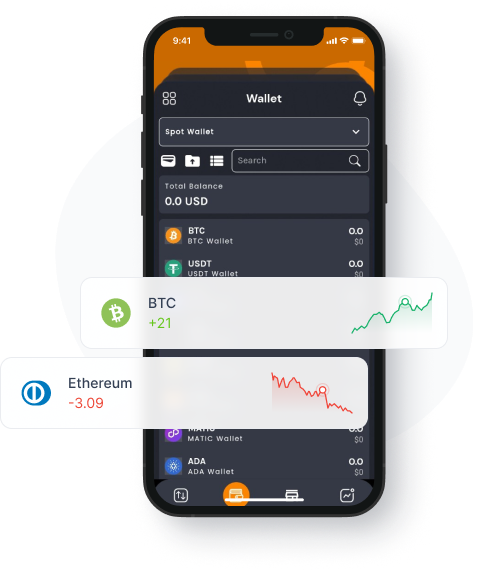 9:41
Wallet
Spot Wallet
Search
Total Balance
0.0 USD
BTC 0.0
BTC Wallet $0
USDT 0.0
USDT Wallet $0
BTC
+21
Ethereum
-3.09
MATIC 0.0
MATIC Wallet $0
ADA 0.0
ADA Wallet $0